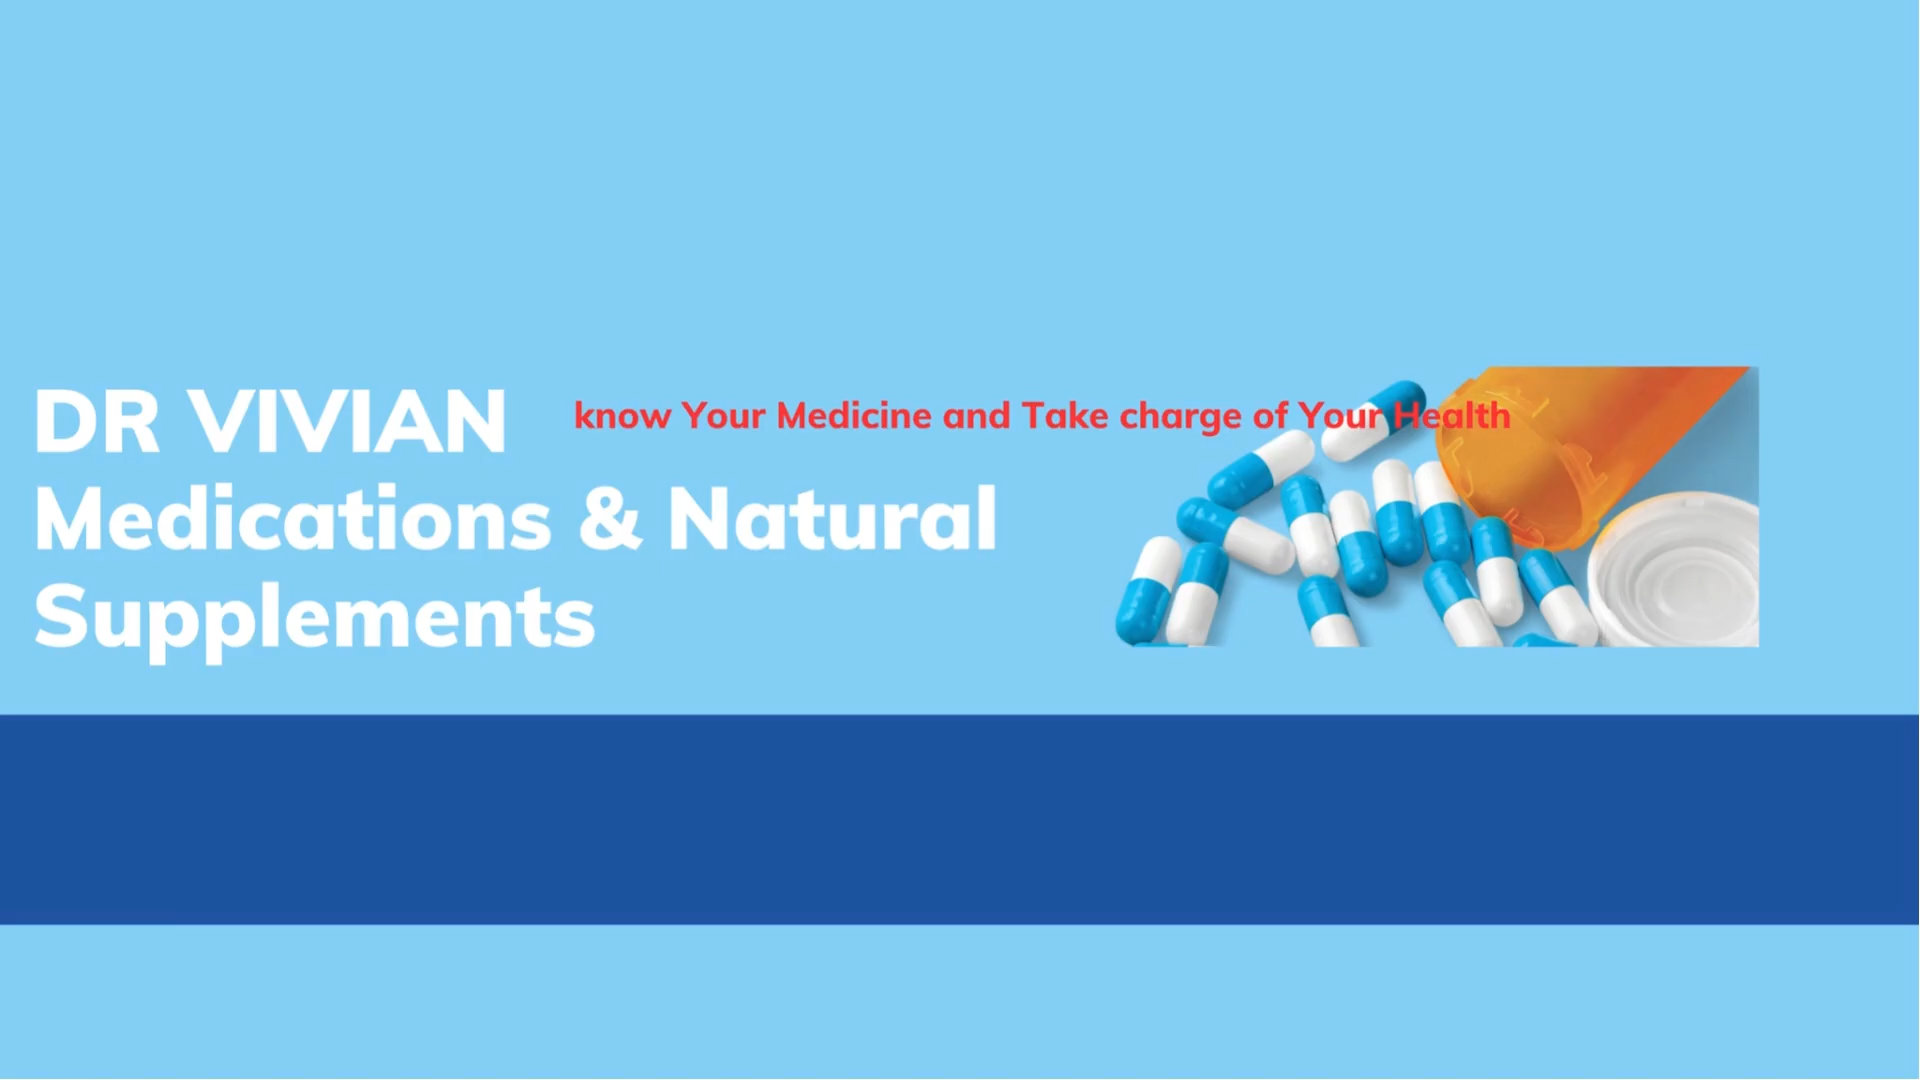 DR VIVIAN
know Your Medicine and Take charge of Your Health
Medications & Natural
Supplements